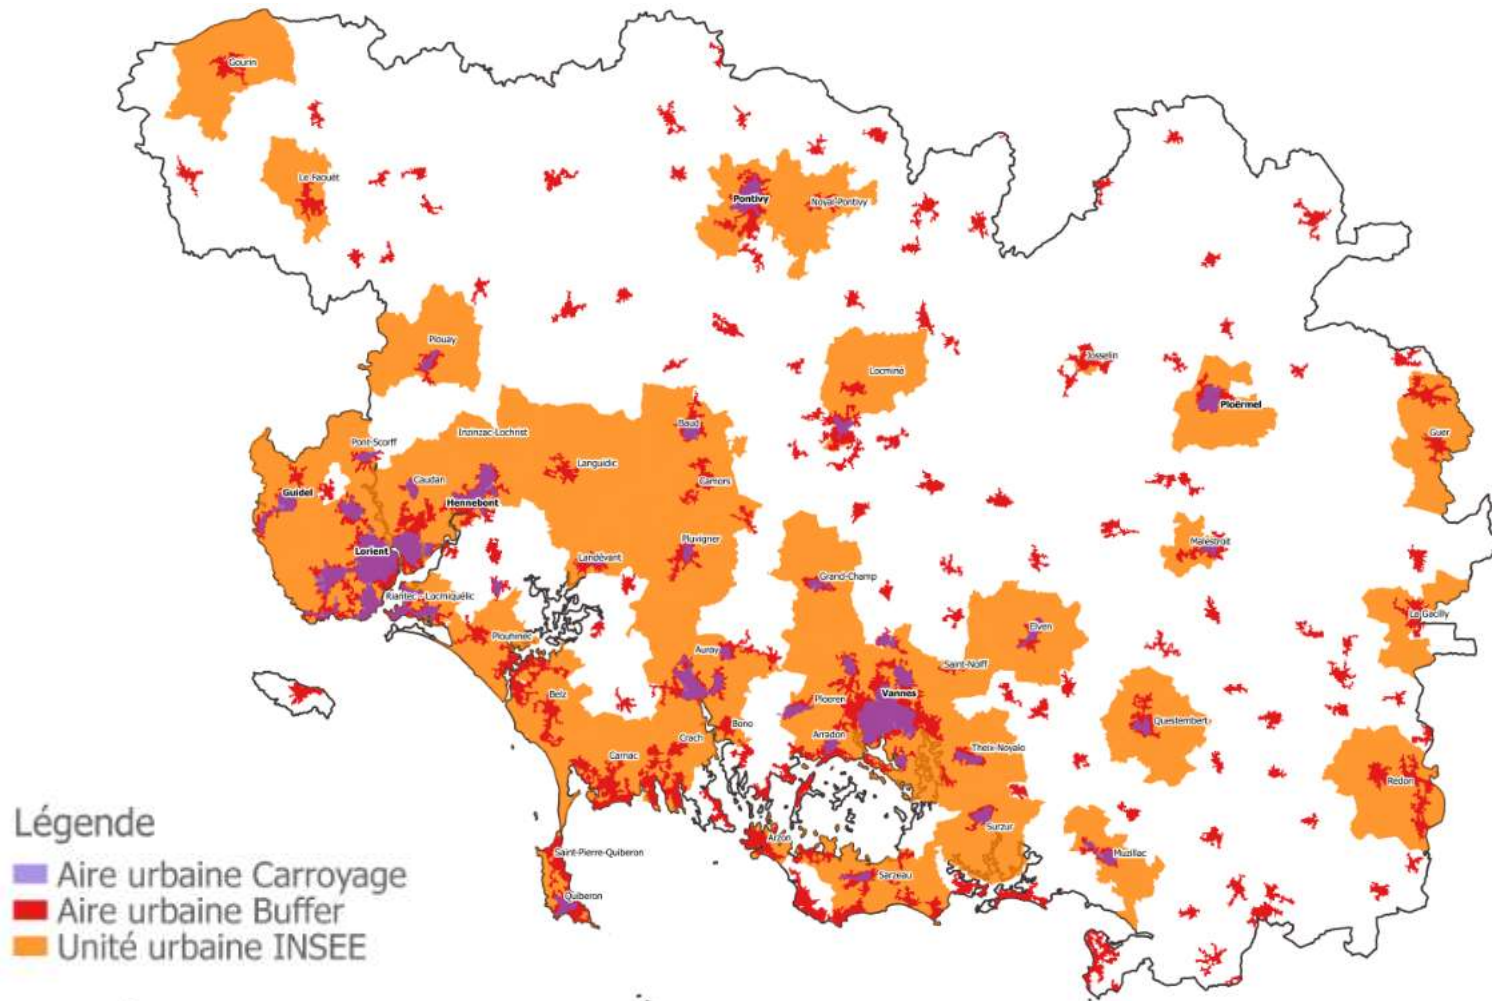 Gourin
Le Faouët
Pontivy
Noyal-Pontivy
Plouay
Locminé
Josselin
Ploërmel
Guer
Baud
Inzinzac-Lochrist
Pont-Scorff
Languidic
Caudan
Camors
Guidel
Hennebont
Pluvigner
Malestroit
Lorient
Landévant
Grand-Champ
Riantec - Locmiquélic
La Gacilly
Elven
Plouhinec
Auray
Saint-Nolff
Belz
Ploeren
Vannes
Bono
Questembert
Arradon
Crach
Theix-Noyalo
Carnac
Redon
Surzur
Arzon
Saint-Pierre-Quiberon
Muzillac
Sarzeau
Quiberon
Légende
Aire urbaine Carroyage
Aire urbaine Buffer
Unité urbaine INSEE